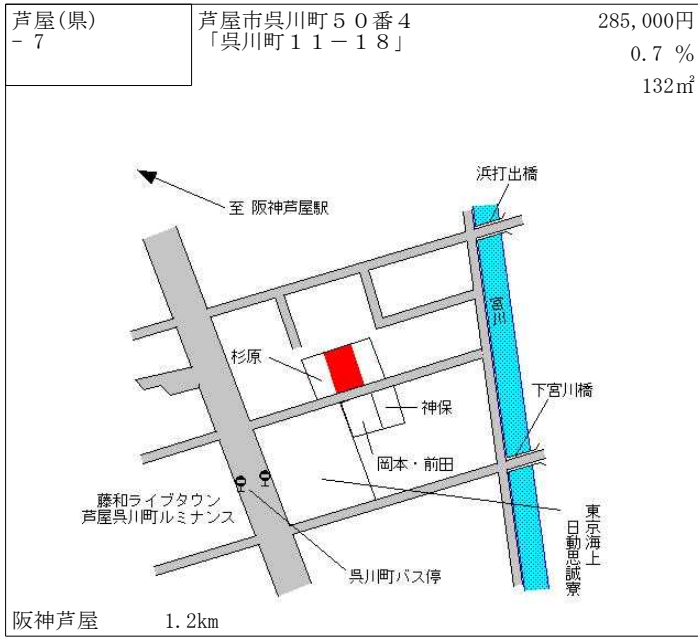 芦屋(県)
- 7
芦屋市呉川町５０番４
「呉川町１１－１８」
285,000円
0.7 %
132㎡
浜打出橋
至 阪神芦屋駅
宮川
杉原
下宮川橋
神保
岡本・前田
藤和ライブタウン
芦屋呉川町ルミナンス
東京海上
日動思誠寮
呉川町バス停
阪神芦屋 1.2km